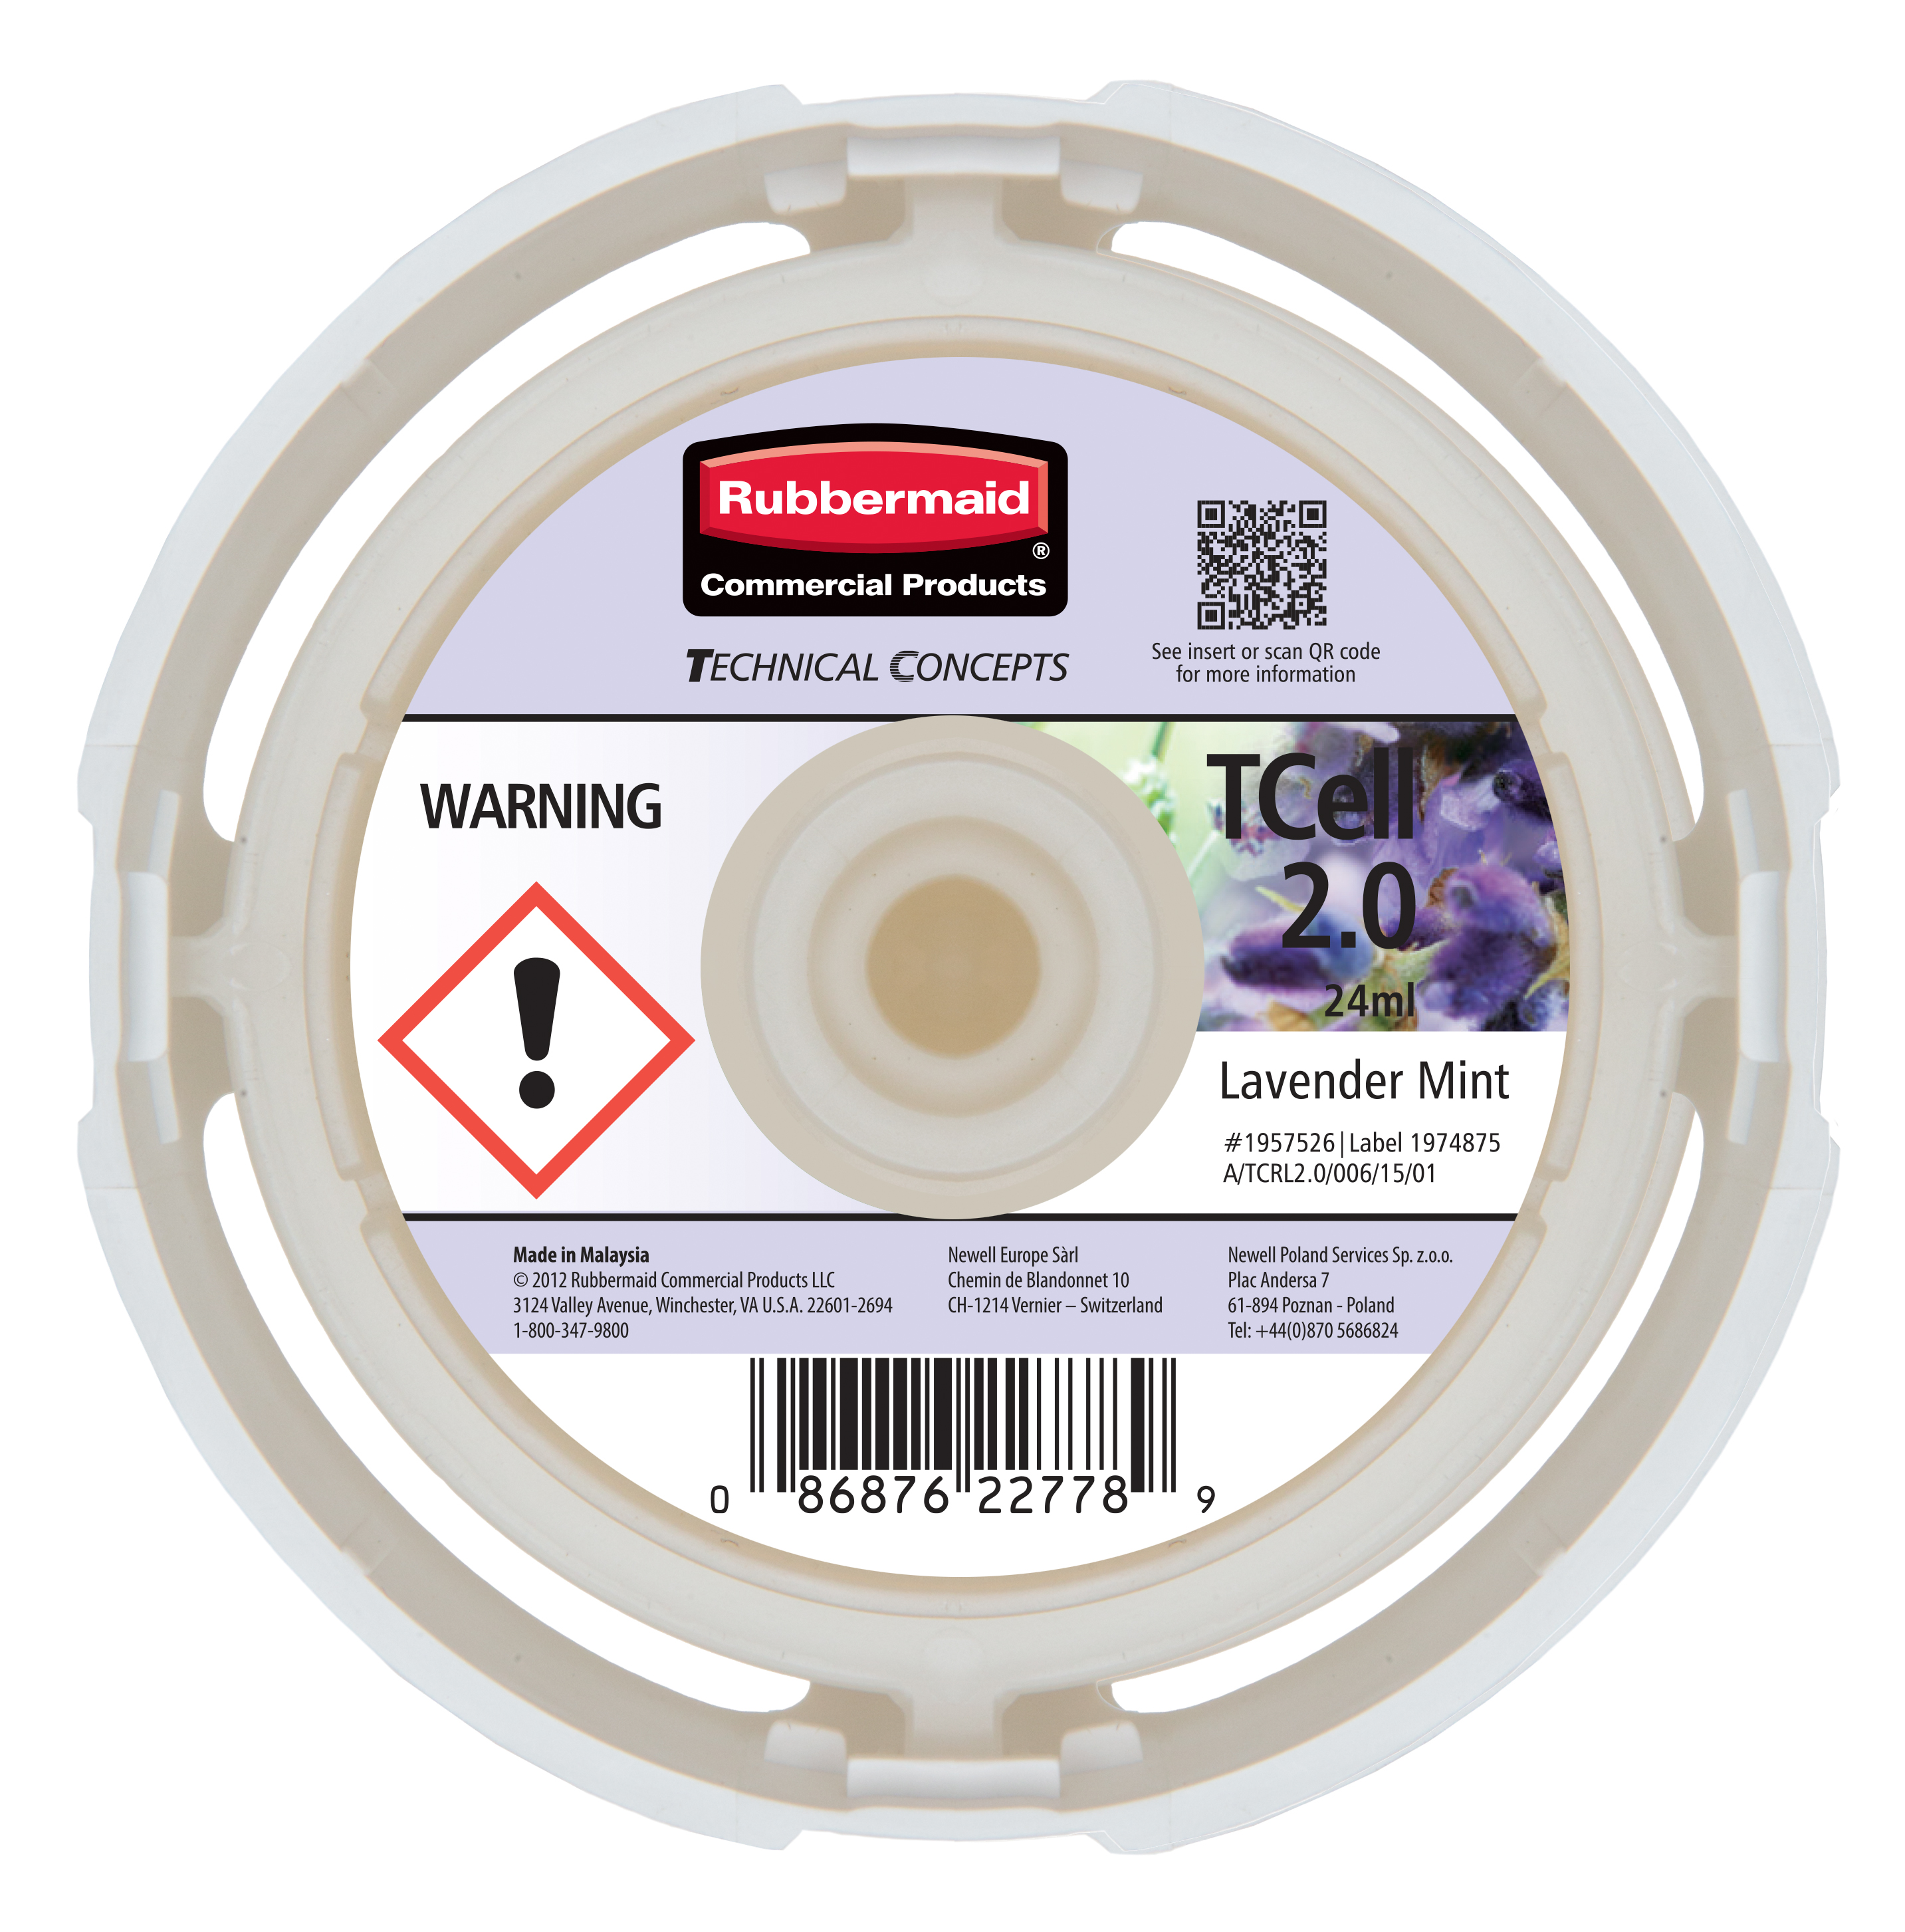 Rubbermaid
®
Commercial Products
TECHNICAL CONCEPTS
See insert or scan QR code
for more information
WARNING
!
TCell
2.0
24ml
Lavender Mint
#1957526|Label 1974875
A/TCRL2.0/006/15/01
Made in Malaysia
© 2012 Rubbermaid Commercial Products LLC
3124 Valley Avenue, Winchester, VA U.S.A. 22601-2694
1-800-347-9800
Newell Europe Sàrl
Chemin de Blandonnet 10
CH-1214 Vernier – Switzerland
Newell Poland Services Sp. z.o.o.
Plac Andersa 7
61-894 Poznan - Poland
Tel: +44(0)870 5686824
0 86876 22778 9